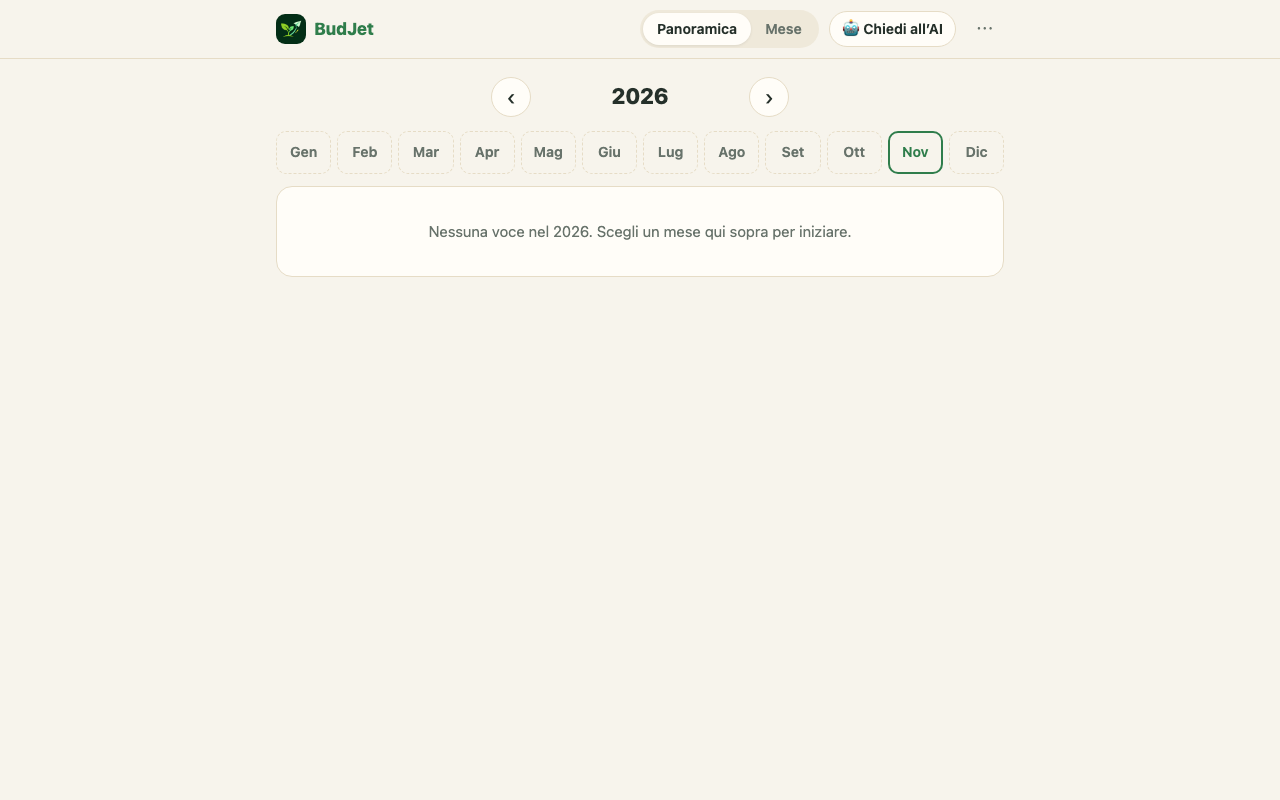 BudJet
Panoramica Mese 🤖 Chiedi all’AI ···
‹ 2026 ›
Gen Feb Mar Apr Mag Giu Lug Ago Set Ott Nov Dic
Nessuna voce nel 2026. Scegli un mese qui sopra per iniziare.